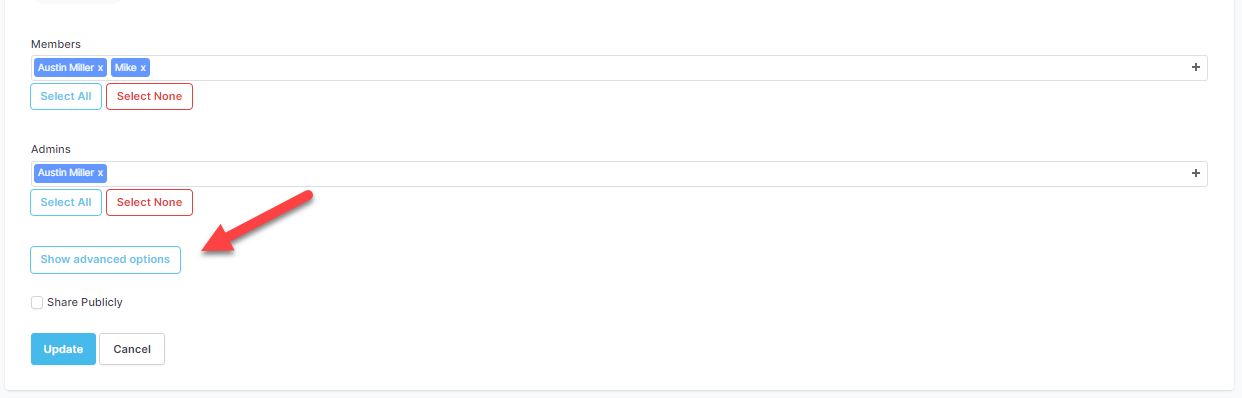 Members
Austin Miller x Mike x +
Select All Select None
Admins
Austin Miller x +
Select All Select None
Show advanced options
Share Publicly
Update Cancel